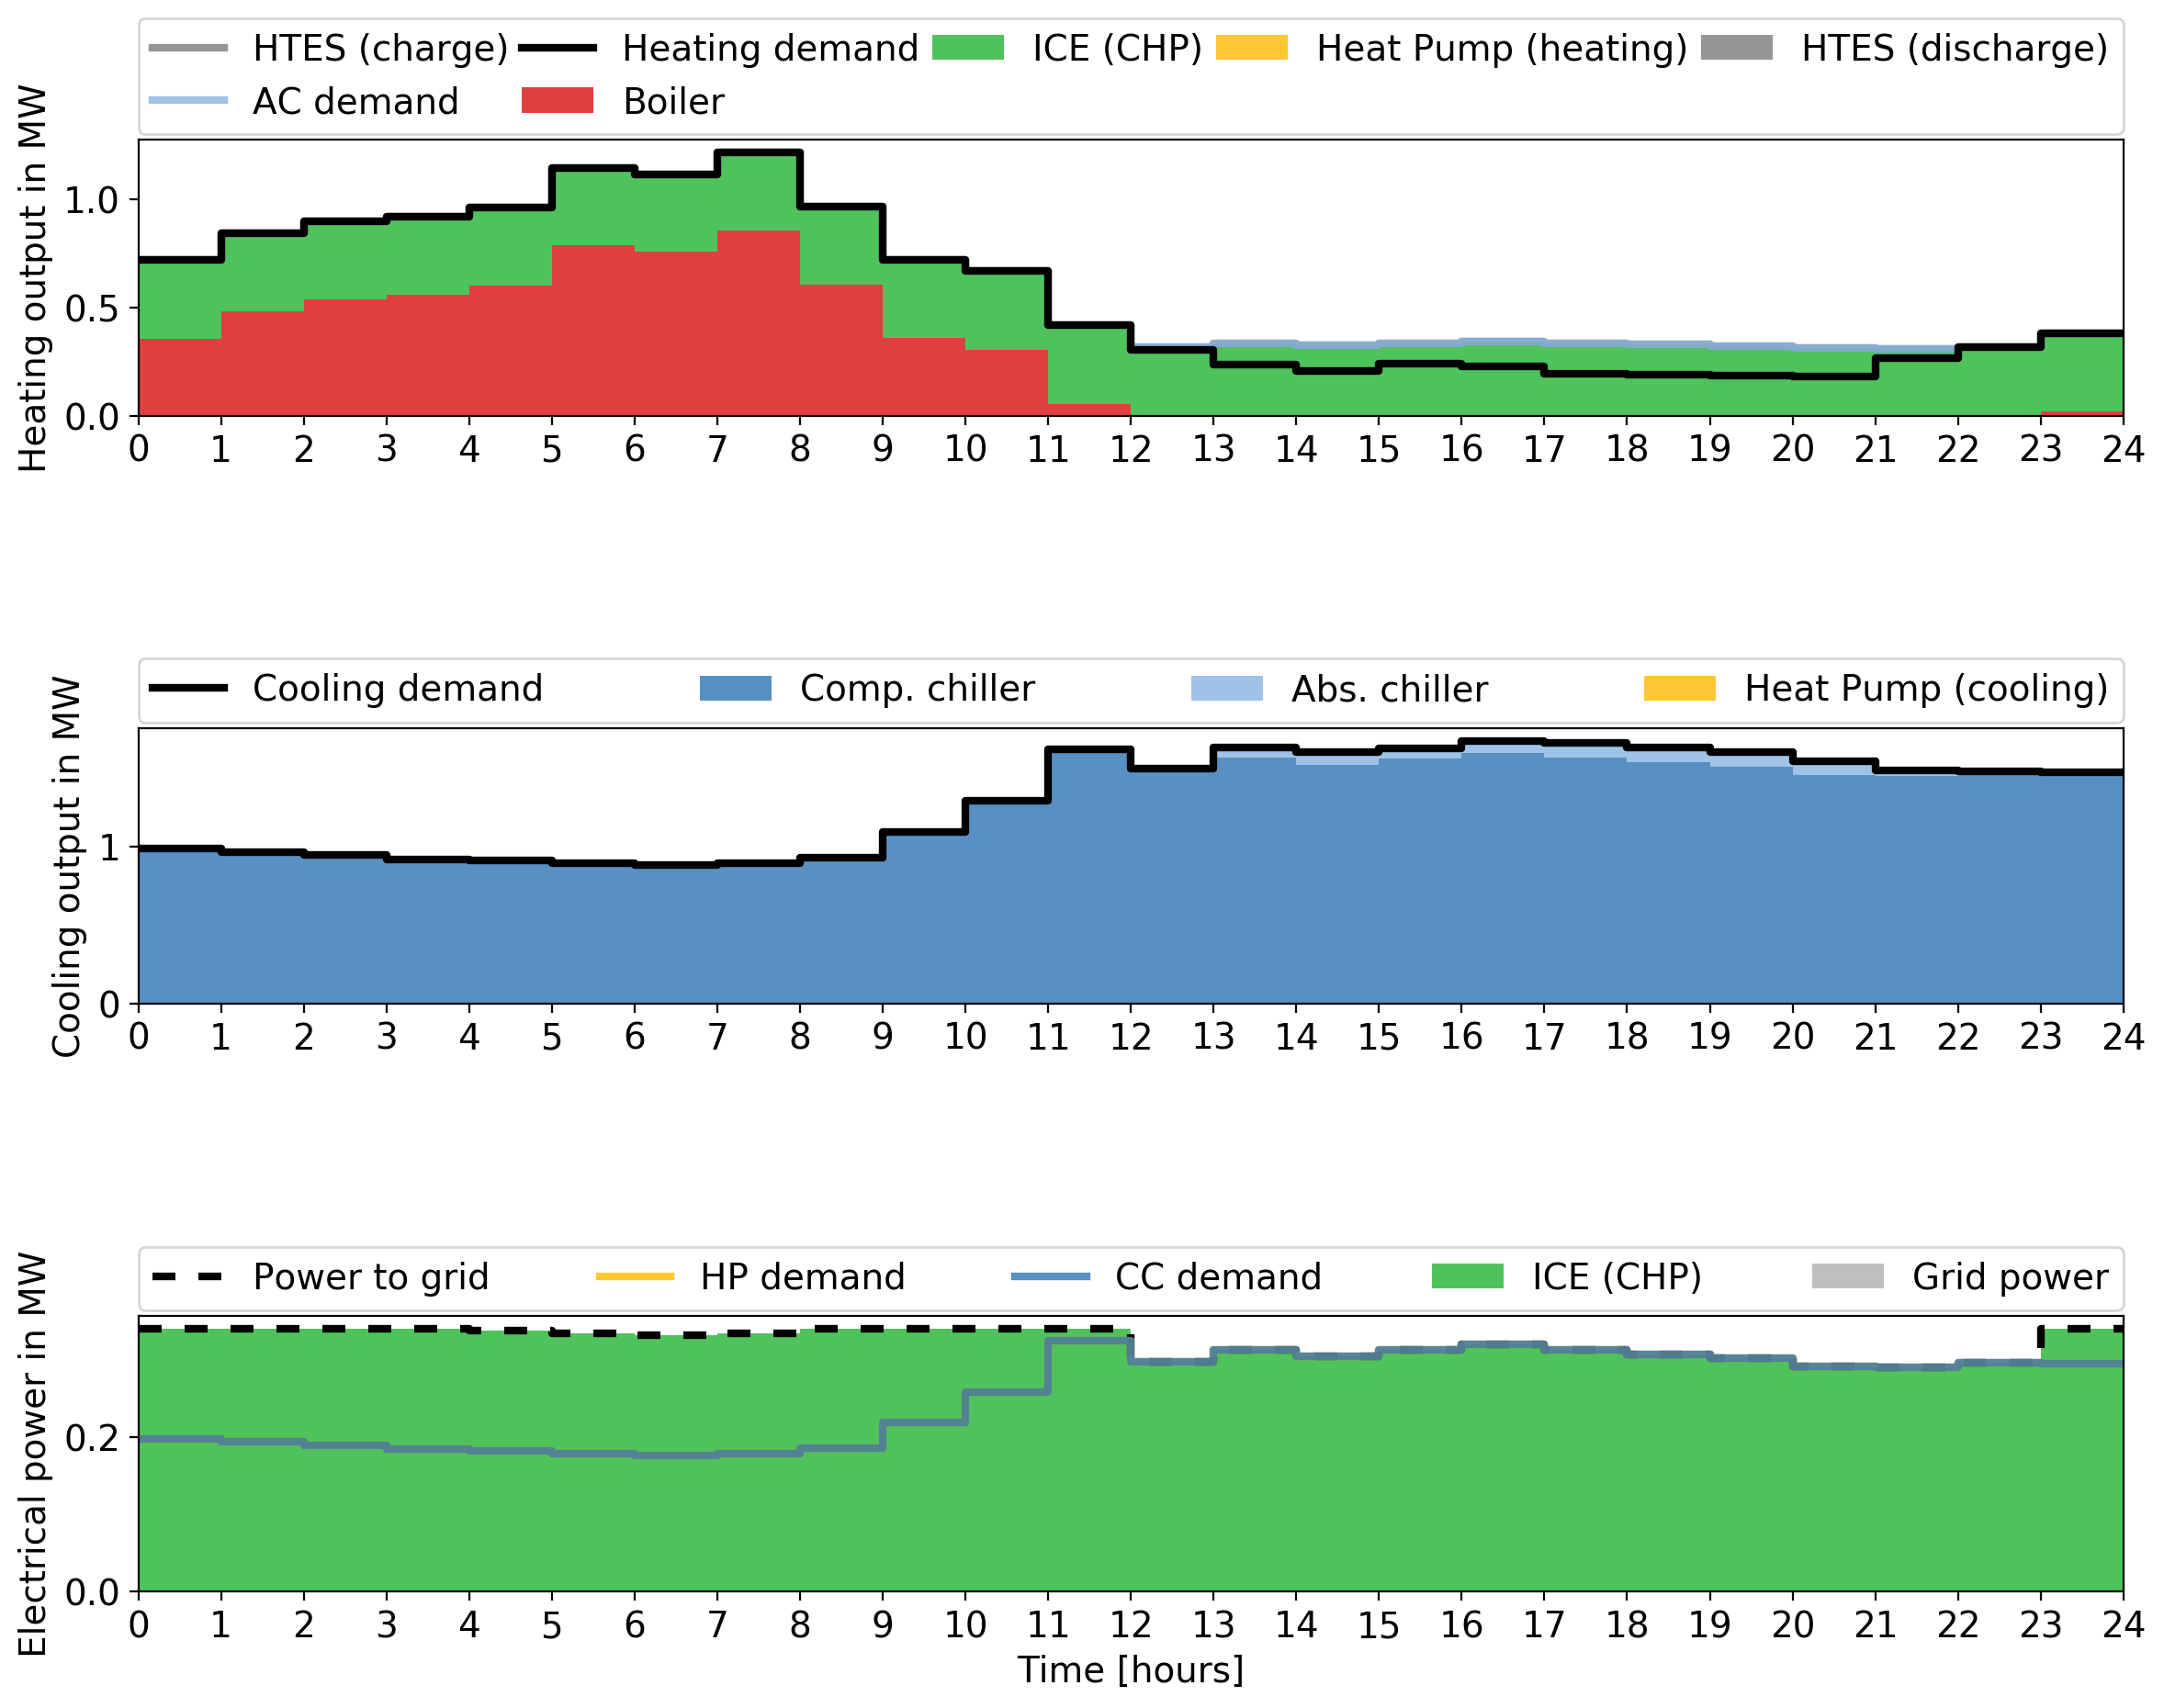 HTES (charge) Heating demand ICE (CHP) Heat Pump (heating) HTES (discharge)
AC demand Boiler
Heating output in MW
1.0
0.5
0.0
0 1 2 3 4 5 6 7 8 9 10 11 12 13 14 15 16 17 18 19 20 21 22 23 24
Cooling demand Comp. chiller Abs. chiller Heat Pump (cooling)
Cooling output in MW
1
0
0 1 2 3 4 5 6 7 8 9 10 11 12 13 14 15 16 17 18 19 20 21 22 23 24
Power to grid HP demand CC demand ICE (CHP) Grid power
Electrical power in MW
0.2
0.0
0 1 2 3 4 5 6 7 8 9 10 11 12 13 14 15 16 17 18 19 20 21 22 23 24
Time [hours]